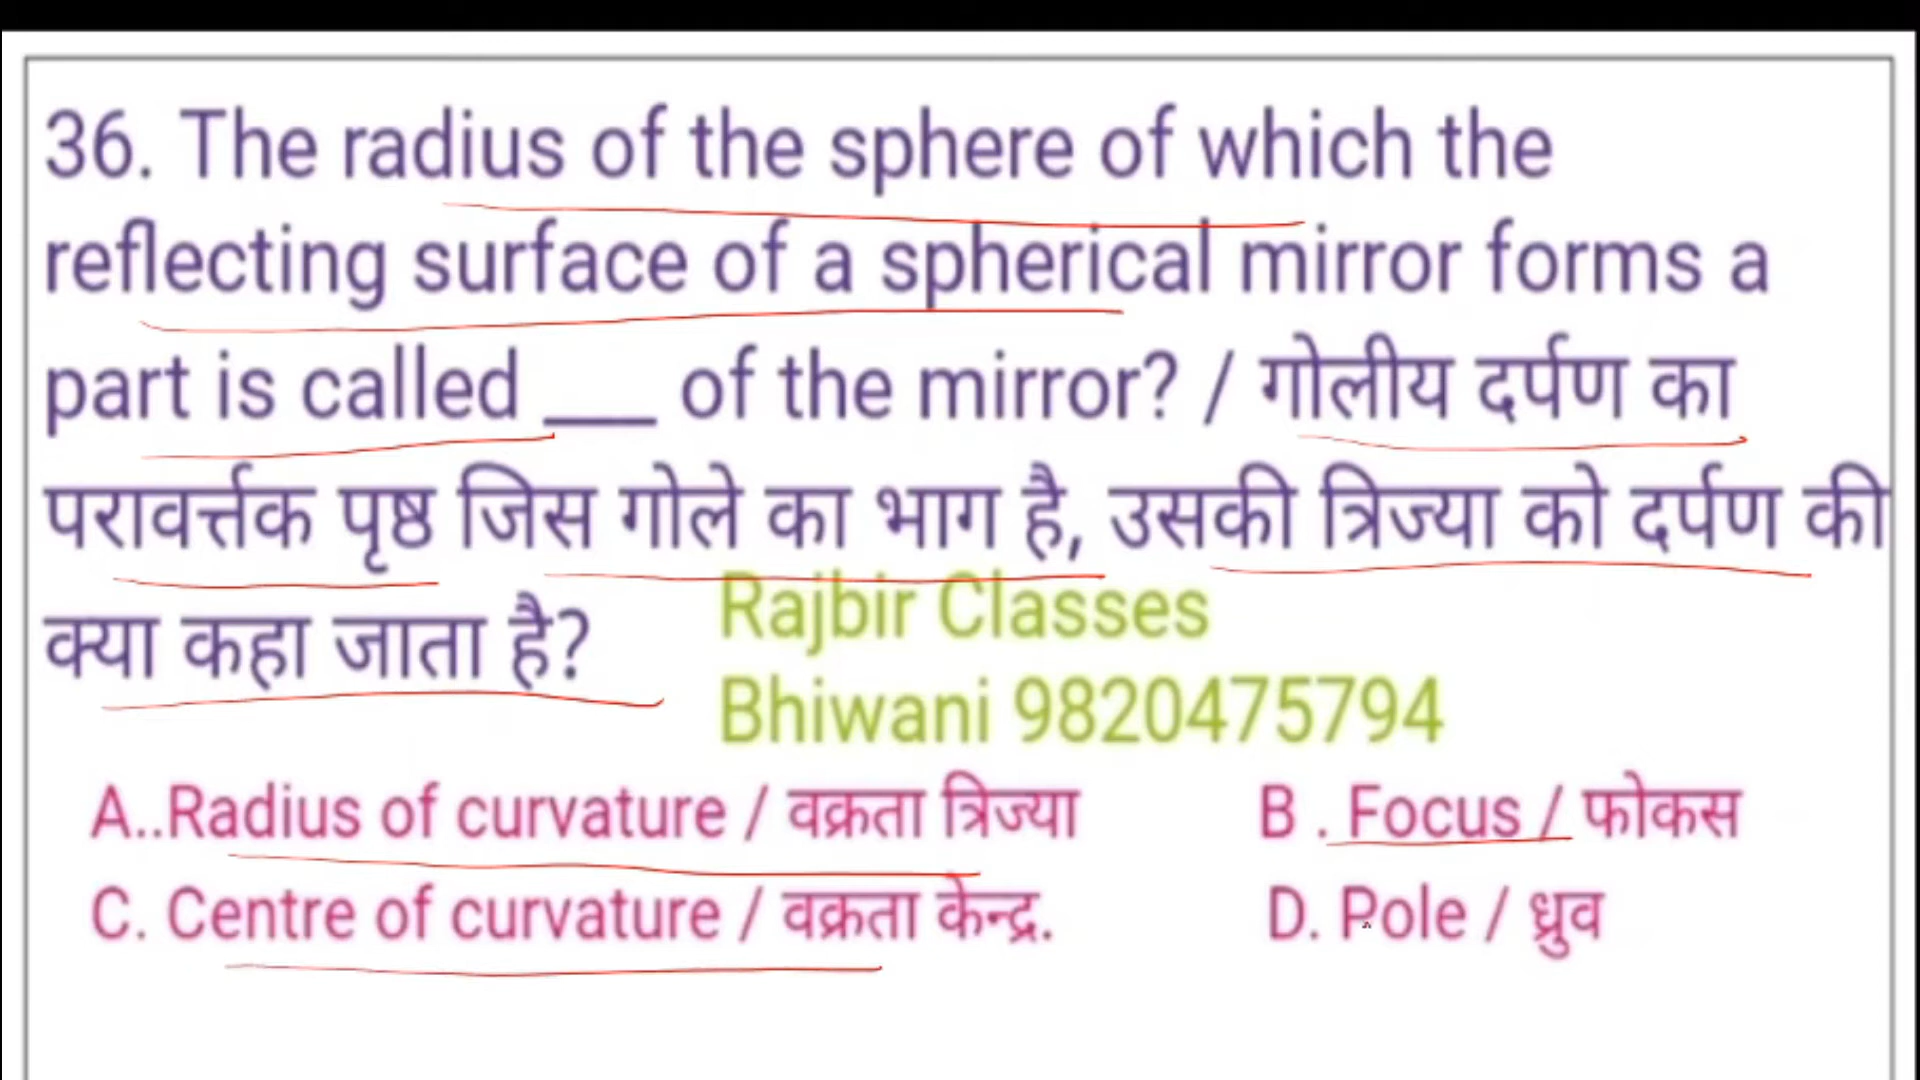 36. The radius of the sphere of which the
reflecting surface of a spherical mirror forms a
part is called ___ of the mirror? / गोलीय दर्पण का
परावर्त्तक पृष्ठ जिस गोले का भाग है, उसकी त्रिज्या को दर्पण की
क्या कहा जाता है?
Rajbir Classes
Bhiwani 9820475794
A..Radius of curvature / वक्रता त्रिज्या B . Focus / फोकस
C. Centre of curvature / वक्रता केन्द्र. D. Pole / ध्रुव